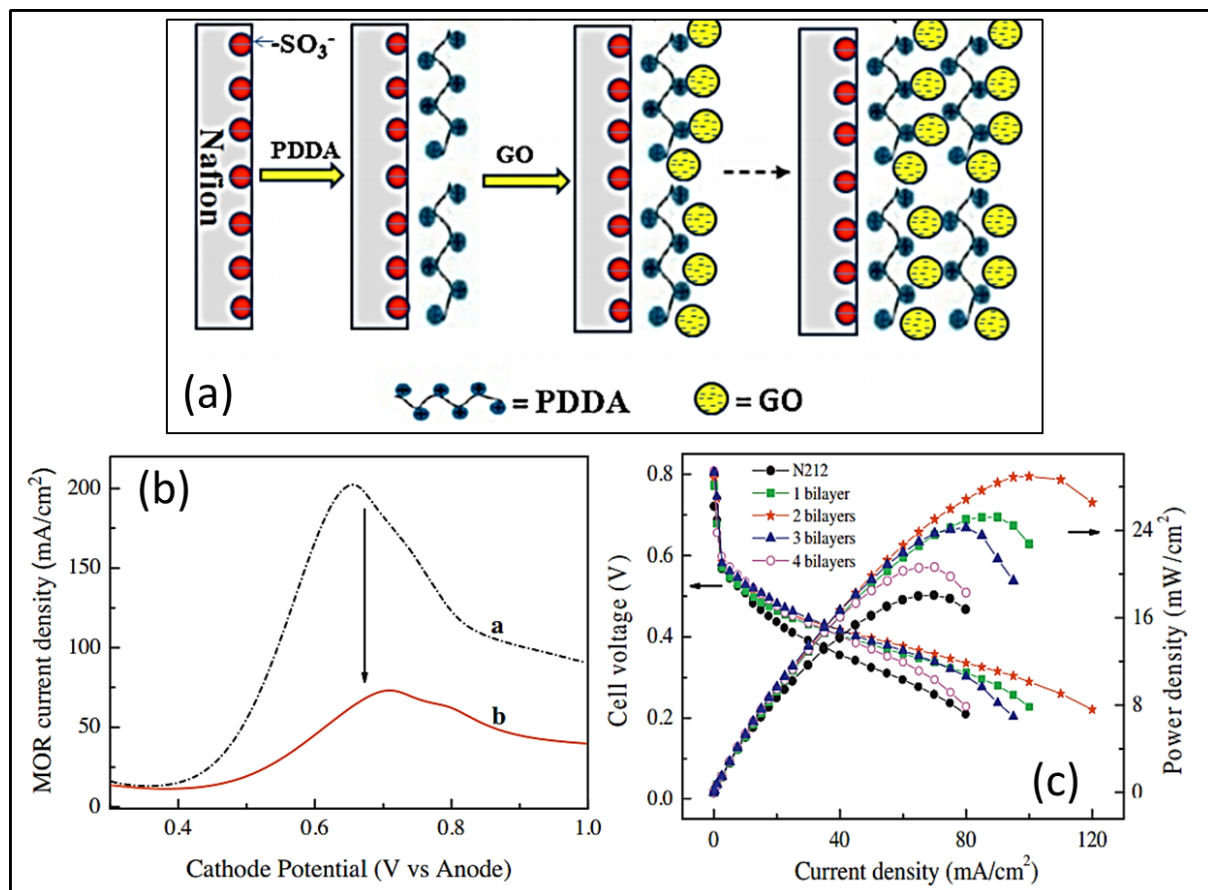 -SO₃⁻
Nafion
PDDA
GO
(a)
= PDDA
= GO
(b)
MOR current density (mA/cm²)
200
150
100
50
0
a
b
0.4
0.6
0.8
1.0
Cathode Potential (V vs Anode)
(c)
Cell voltage (V)
0.8
0.6
0.4
0.2
0.0
N212
1 bilayer
2 bilayers
3 bilayers
4 bilayers
24
16
8
0
Power density (mW/cm²)
0
20
40
60
80
100
120
Current density (mA/cm²)